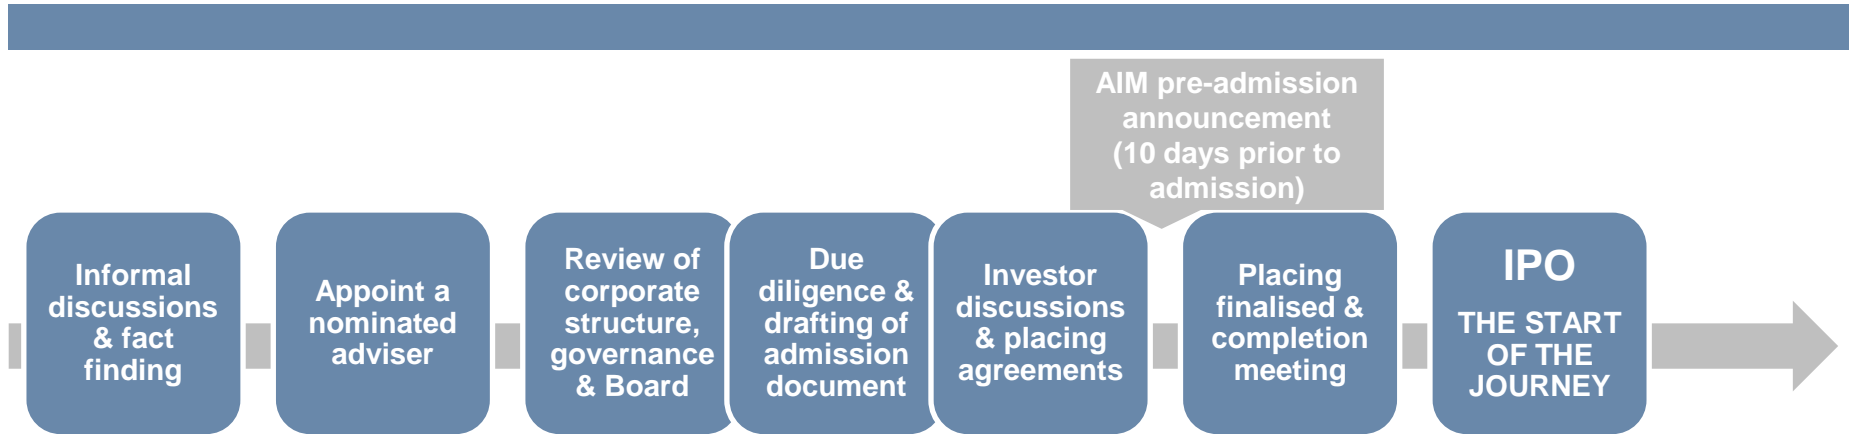 AIM pre-admission
announcement
(10 days prior to
admission)
Informal
discussions
& fact
finding
Appoint a
nominated
adviser
Review of
corporate
structure,
governance
& Board
Due
diligence &
drafting of
admission
document
Investor
discussions
& placing
agreements
Placing
finalised &
completion
meeting
IPO
THE START
OF THE
JOURNEY